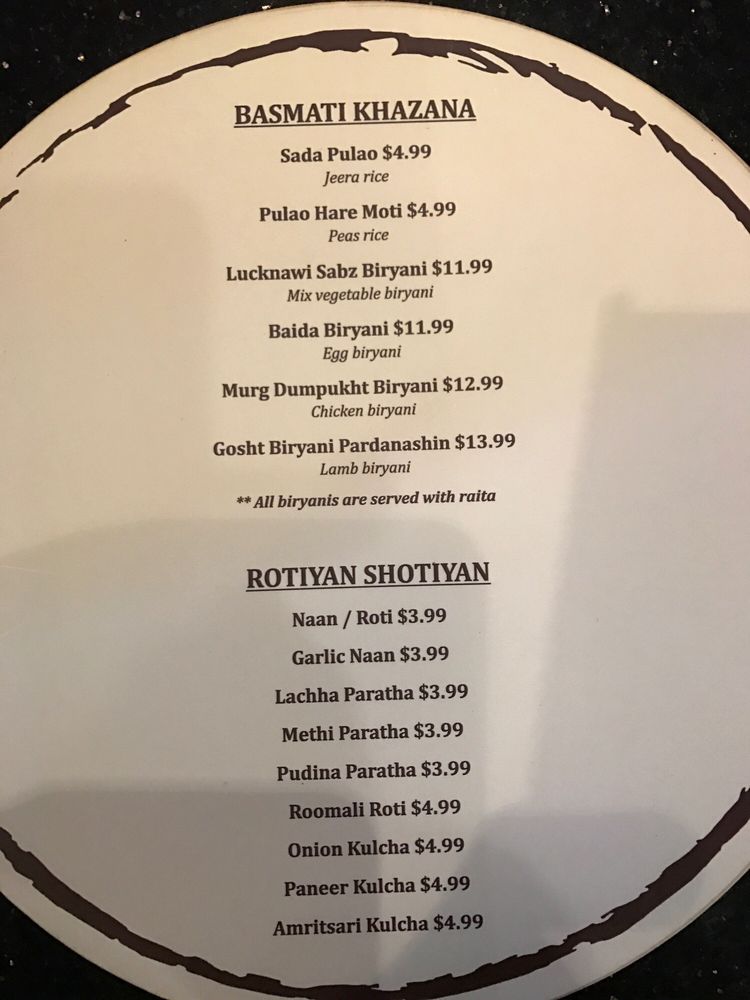 BASMATI KHAZANA
Sada Pulao $4.99
Jeera rice
Pulao Hare Moti $4.99
Peas rice
Lucknawi Sabz Biryani $11.99
Mix vegetable biryani
Baida Biryani $11.99
Egg biryani
Murg Dumpukht Biryani $12.99
Chicken biryani
Gosht Biryani Pardanashin $13.99
Lamb biryani
** All biryanis are served with raita
ROTIYAN SHOTIYAN
Naan / Roti $3.99
Garlic Naan $3.99
Lachha Paratha $3.99
Methi Paratha $3.99
Pudina Paratha $3.99
Roomali Roti $4.99
Onion Kulcha $4.99
Paneer Kulcha $4.99
Amritsari Kulcha $4.99